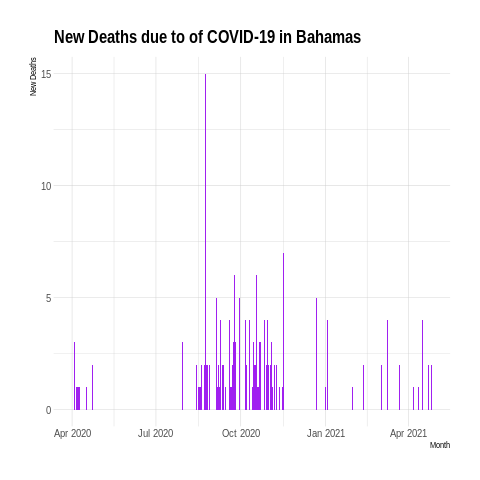 New Deaths due to of COVID-19 in Bahamas
New Deaths
15
10
5
0
Apr 2020 Jul 2020 Oct 2020 Jan 2021 Apr 2021
Month